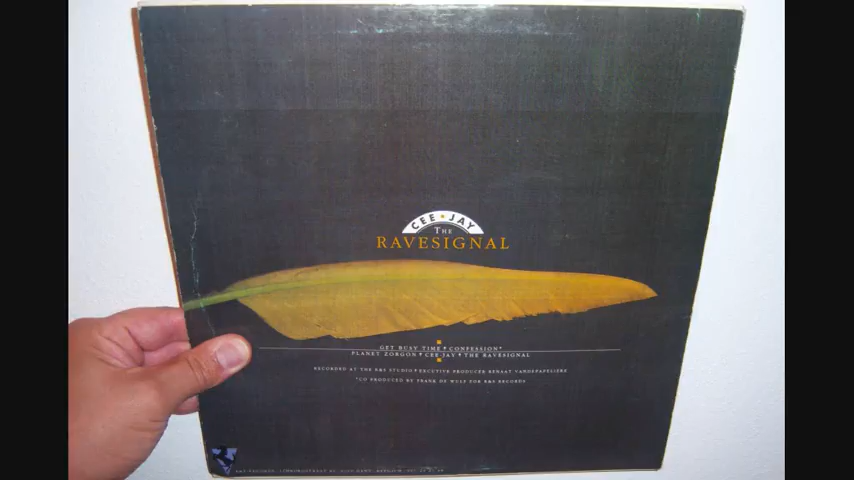 CEE • JAY
THE
RAVESIGNAL
GET BUSY TIME • CONFESSION*
PLANET ZORGON • CEE-JAY • THE RAVESIGNAL
RECORDED AT THE R&S STUDIO • EXECUTIVE PRODUCER RENAAT VANDEPAPELIERE
*CO PRODUCED BY FRANK DE WULF FOR R&S RECORDS
R&S RECORDS